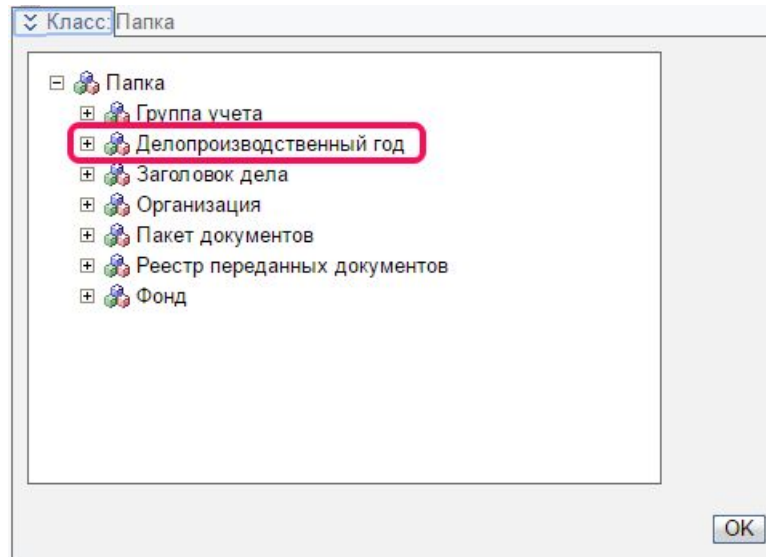 Класс: Папка
Папка
Группа учета
Делопроизводственный год
Заголовок дела
Организация
Пакет документов
Реестр переданных документов
Фонд
OK